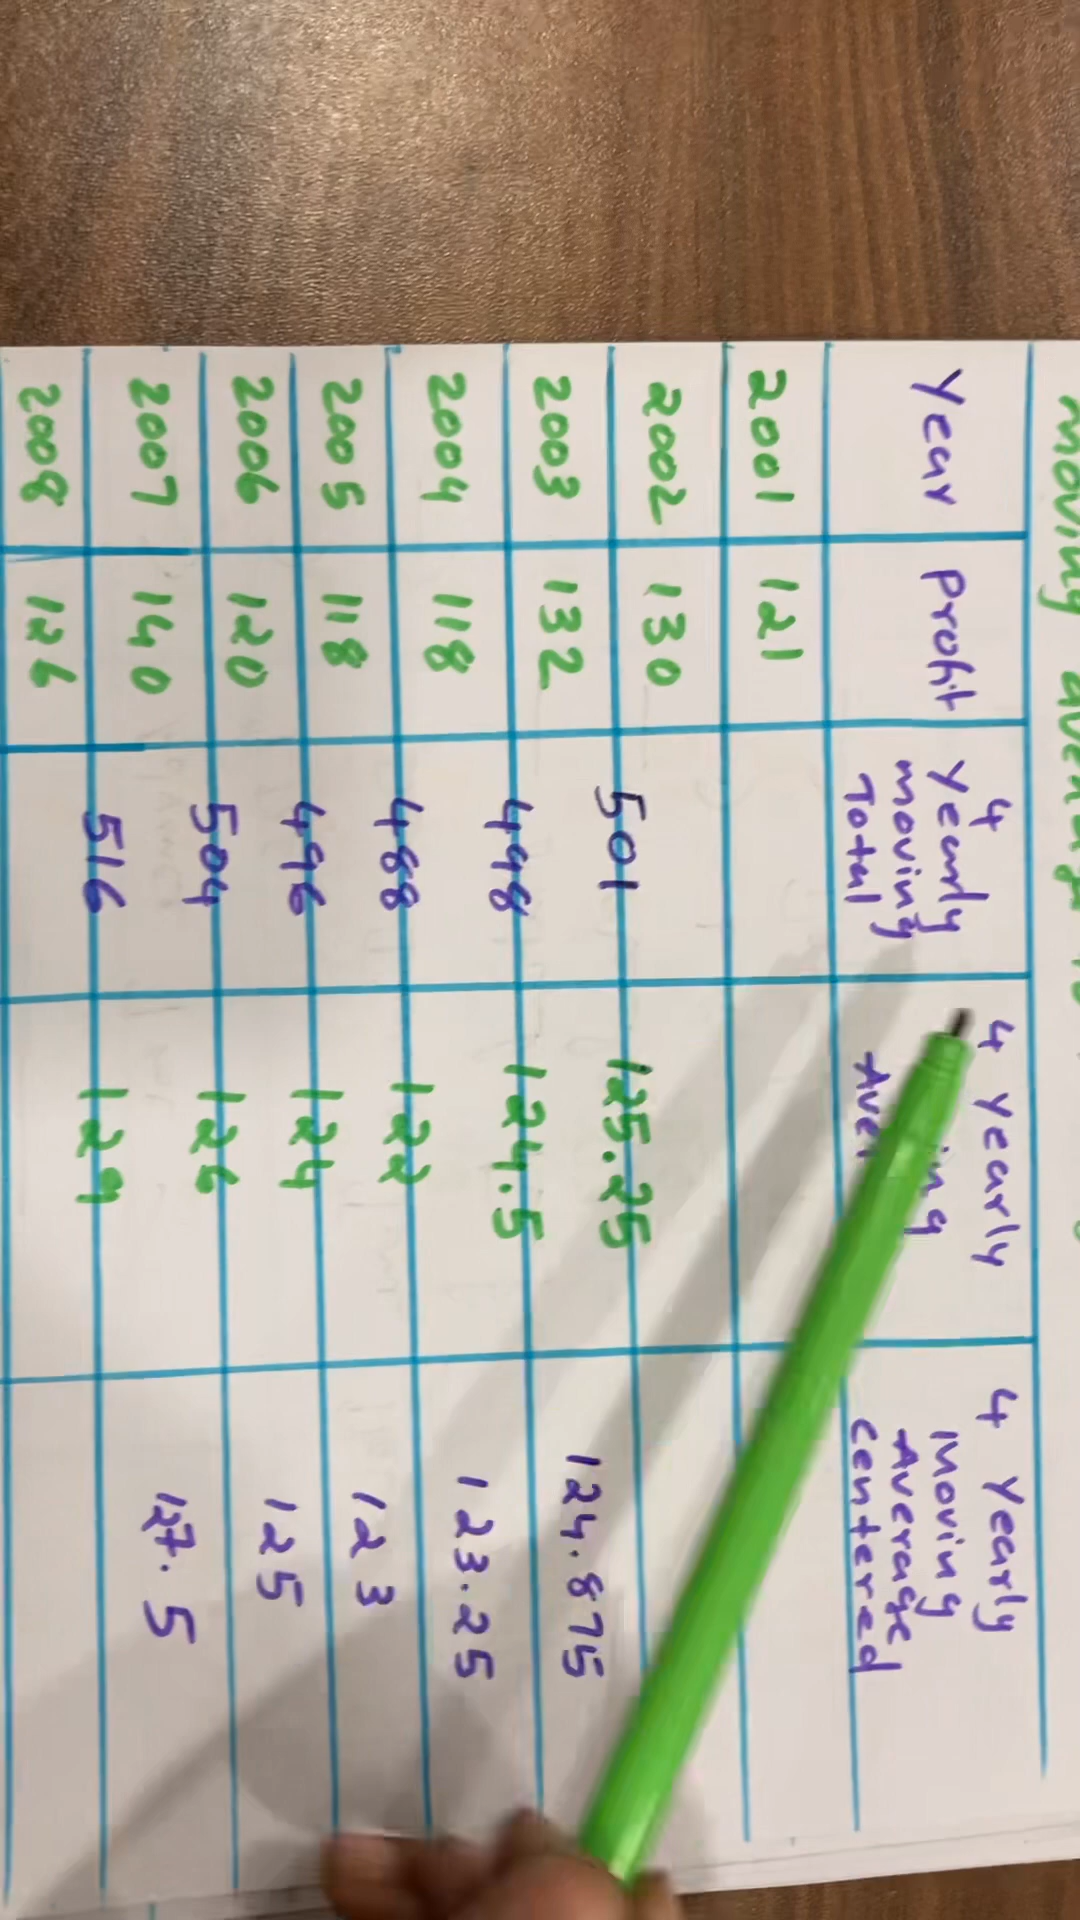 moving
Year Profit 4 yearly moving Total 4 yearly 4 Yearly Moving Average centered
2001 121
2002 130
501 125.25
2003 132 124.875
498 124.5
2004 118 123.25
488 122
2005 118 123
496 124
2006 120 125
504 126
2007 140 127.5
516 129
2008 126